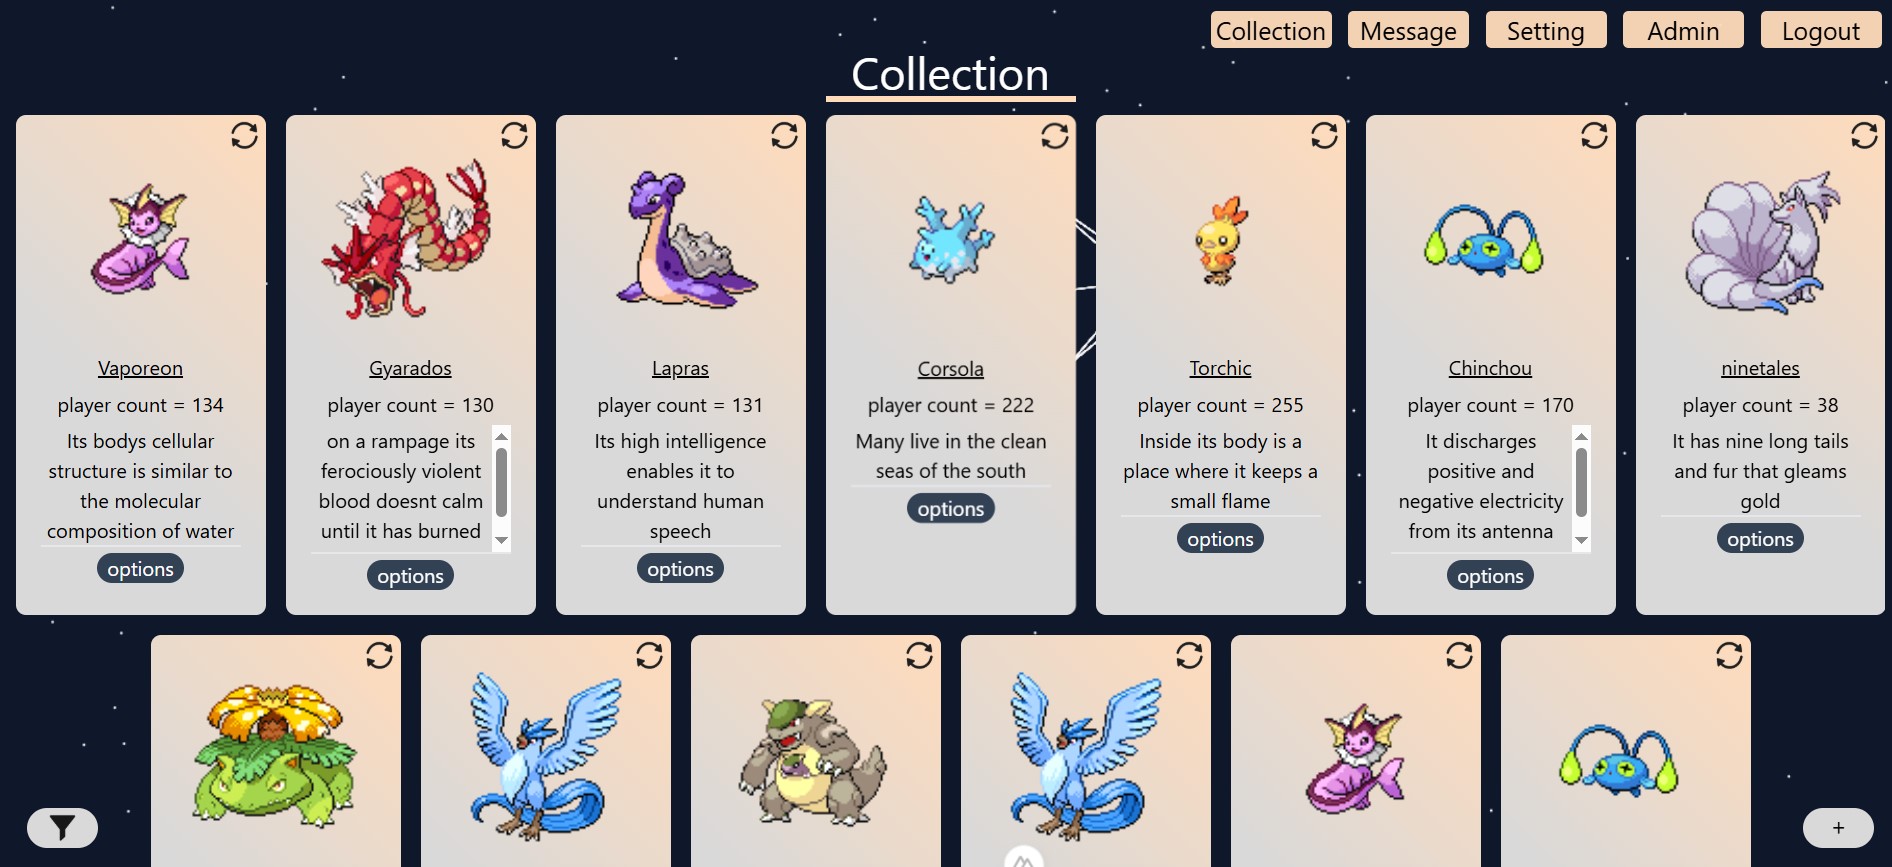 Collection Message Setting Admin Logout
Collection
Vaporeon
player count = 134
Its bodys cellular
structure is similar to
the molecular
composition of water
options
Gyarados
player count = 130
on a rampage its
ferociously violent
blood doesnt calm
until it has burned
options
Lapras
player count = 131
Its high intelligence
enables it to
understand human
speech
options
Corsola
player count = 222
Many live in the clean
seas of the south
options
Torchic
player count = 255
Inside its body is a
place where it keeps a
small flame
options
Chinchou
player count = 170
It discharges
positive and
negative electricity
from its antenna
options
ninetales
player count = 38
It has nine long tails
and fur that gleams
gold
options
+